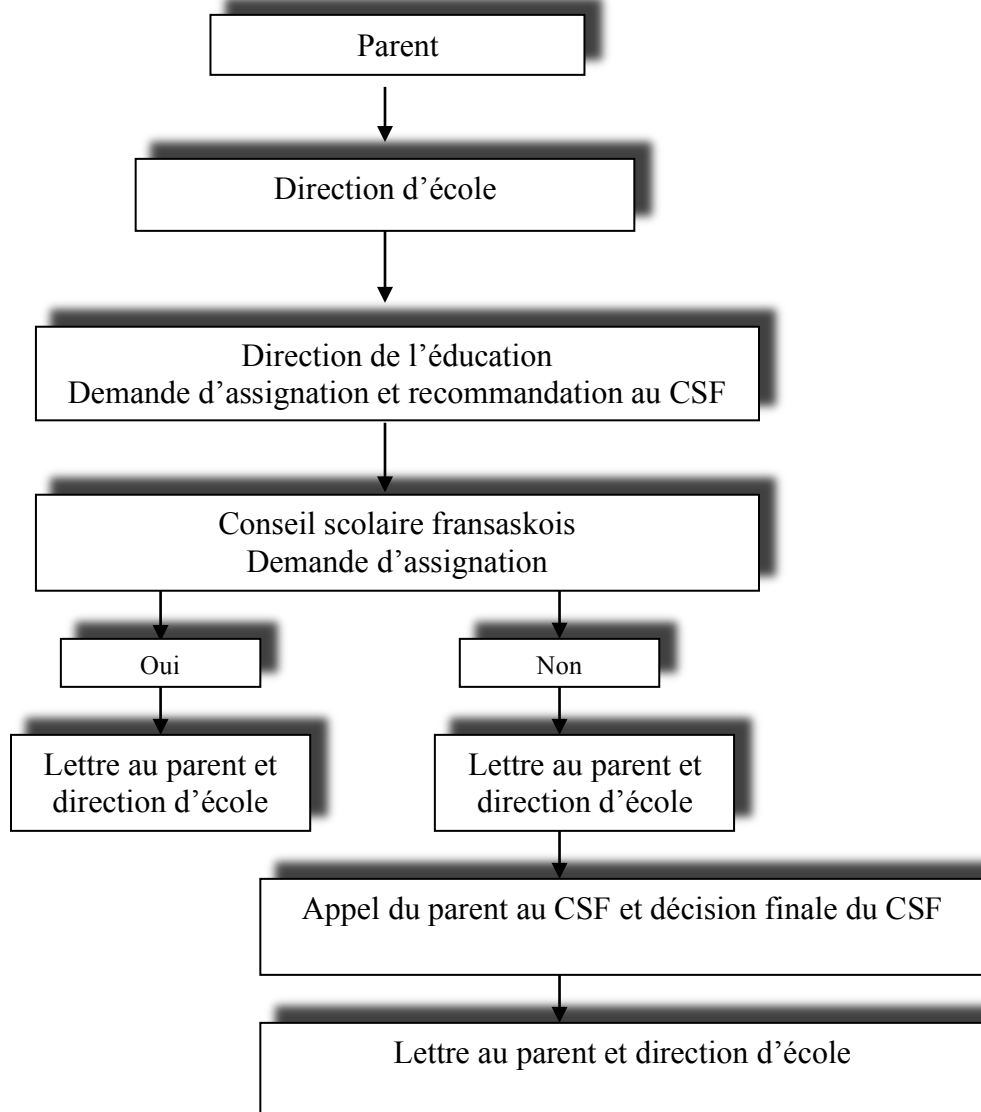 Parent
Direction d’école
Direction de l’éducation
Demande d’assignation et recommandation au CSF
Conseil scolaire fransaskois
Demande d’assignation
Oui
Non
Lettre au parent et
direction d’école
Lettre au parent et
direction d’école
Appel du parent au CSF et décision finale du CSF
Lettre au parent et direction d’école